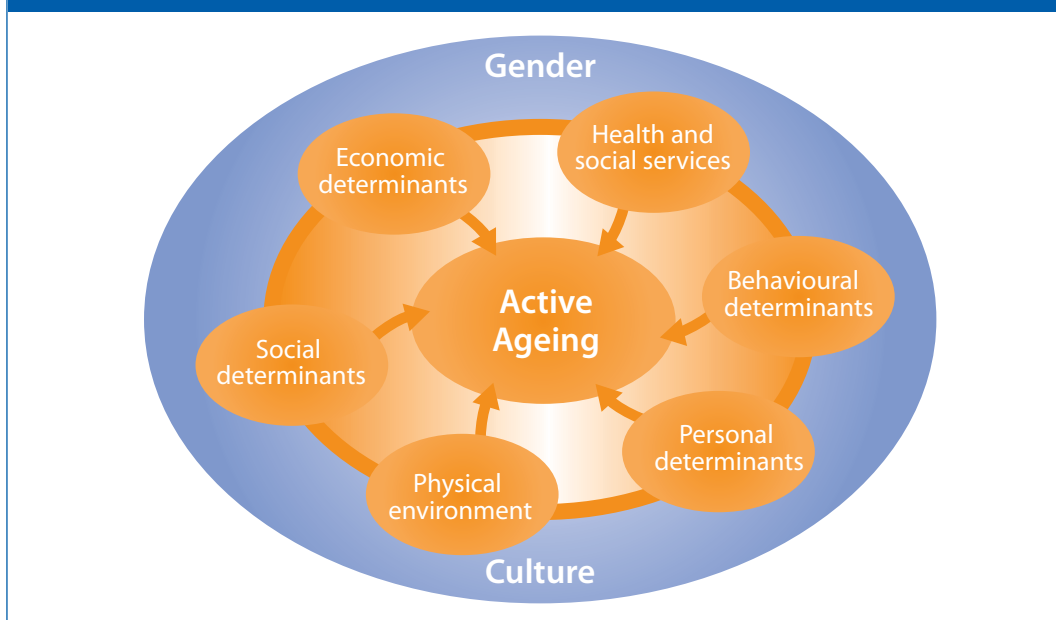 Gender
Economic
determinants
Health and
social services
Behavioural
determinants
Active
Ageing
Social
determinants
Personal
determinants
Physical
environment
Culture